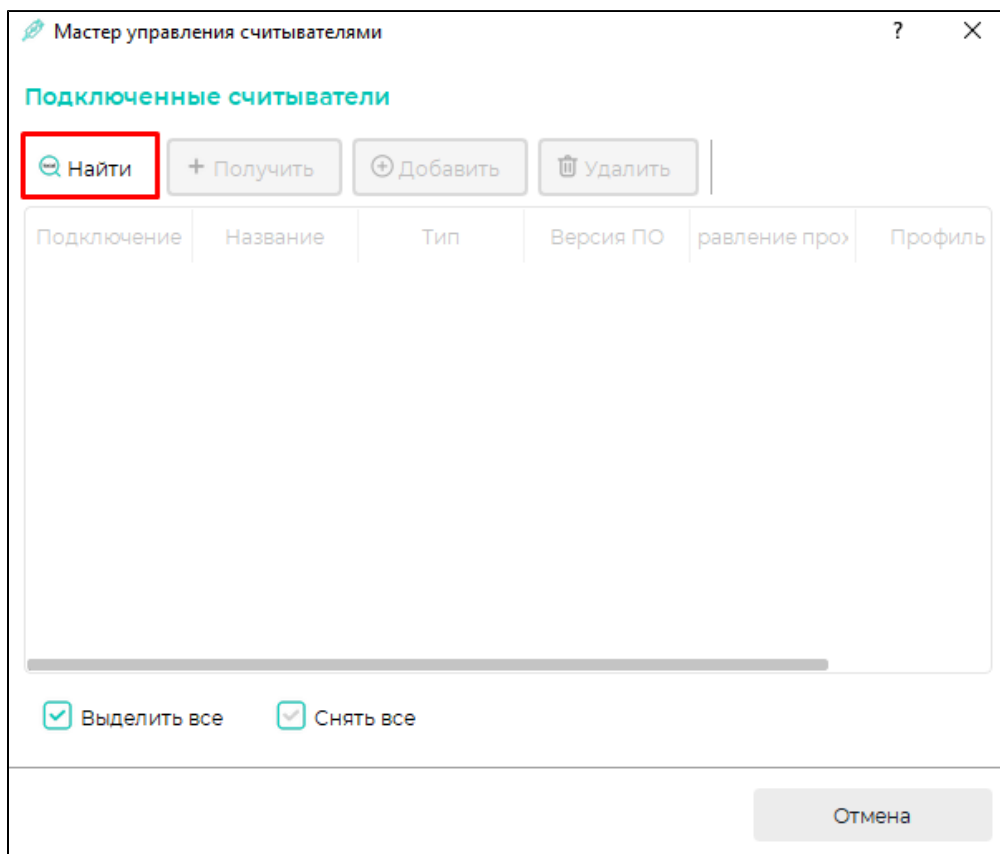 Мастер управления считывателями ?
Подключенные считыватели
Найти + Получить Добавить Удалить
Подключение Название Тип Версия ПО равление про Профиль
Выделить все Снять все
Отмена